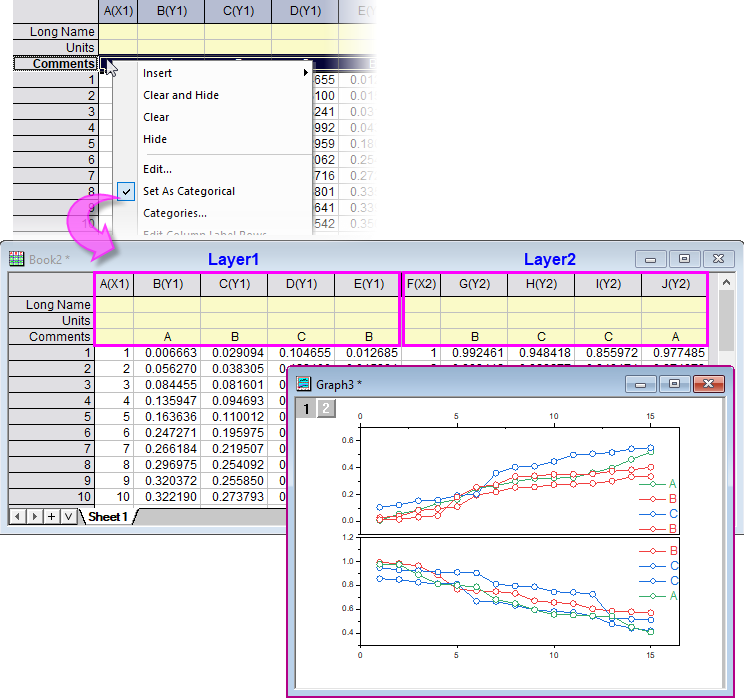 A(X1) B(Y1) C(Y1) D(Y1) E(Y1)
Long Name
Units
Comments
1 655 0.01
2 100 0.01
3 241 0.03
4 992 0.04
5 959 0.18
6 062 0.25
7 716 0.27
8 801 0.33
9 641 0.33
10 542 0.35
Insert
Clear and Hide
Clear
Hide
Edit...
Set As Categorical
Categories...
Edit Column Label Rows
Book2 *
Layer1 Layer2
A(X1) B(Y1) C(Y1) D(Y1) E(Y1) F(X2) G(Y2) H(Y2) I(Y2) J(Y2)
Long Name
Units
Comments A B C B B C C A
1 1 0.006663 0.029094 0.104655 0.012685 1 0.992461 0.948418 0.855972 0.977485
2 2 0.056270 0.038305
3 3 0.084455 0.081601
4 4 0.135947 0.094693
5 5 0.163636 0.110012
6 6 0.247271 0.195975
7 7 0.266184 0.219507
8 8 0.296975 0.254092
9 9 0.320372 0.255850
10 10 0.322190 0.273793
Sheet1
Graph3 *
1 2
0 5 10 15
0.6
0.4
0.2
0.0
A
B
C
B
1.2
1.0
0.8
0.6
0.4
B
C
C
A
0 5 10 15